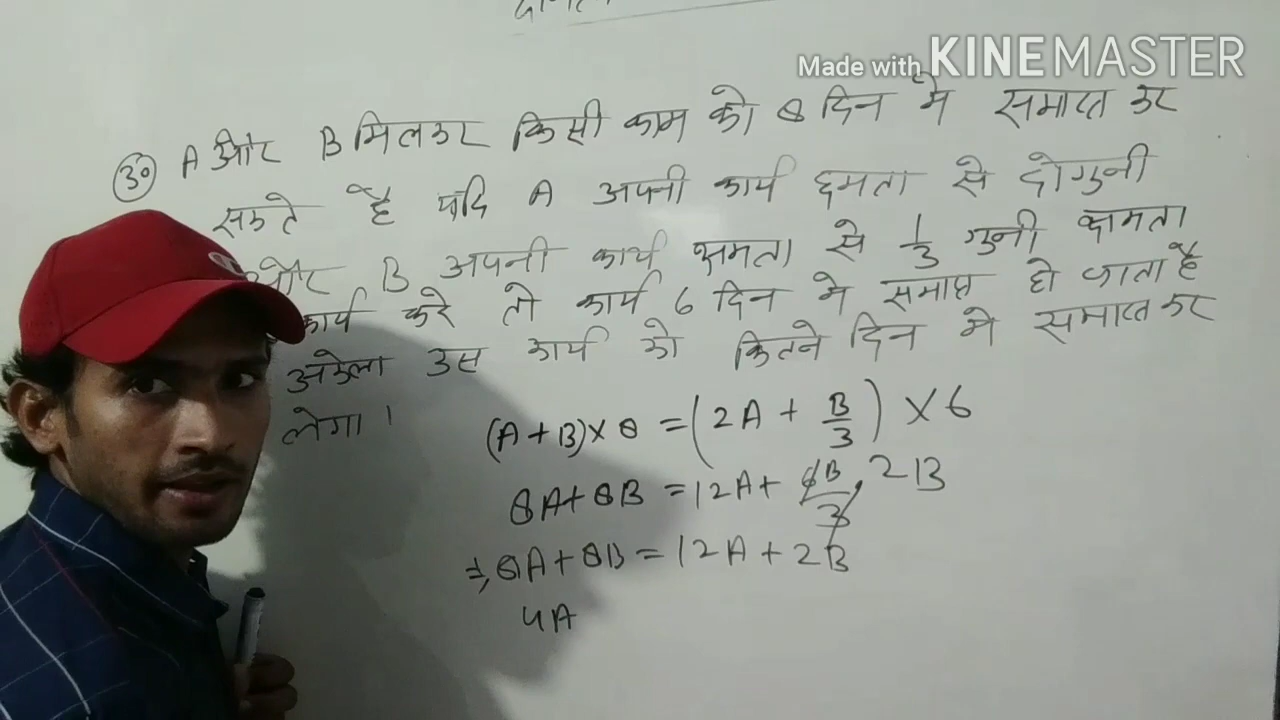 Made with KINEMASTER
③० A और B मिलकर किसी काम को 8 दिन मे समाप्त कर
सकते है यदि A अपनी कार्य छमता से दोगुनी
और B अपनी कार्य क्षमता से 1/3 गुनी क्षमता
कार्य करे तो कार्य 6 दिन मे समाप्त हो जाता है
अकेला उस कार्य को कितने दिन मे समाप्त कर
लेगा ।
(A + B) × 8 = (2A + B/3) × 6
8A + 8B = 12A + 6B/3 2B
⇒, 8A + 8B = 12A + 2B
4A